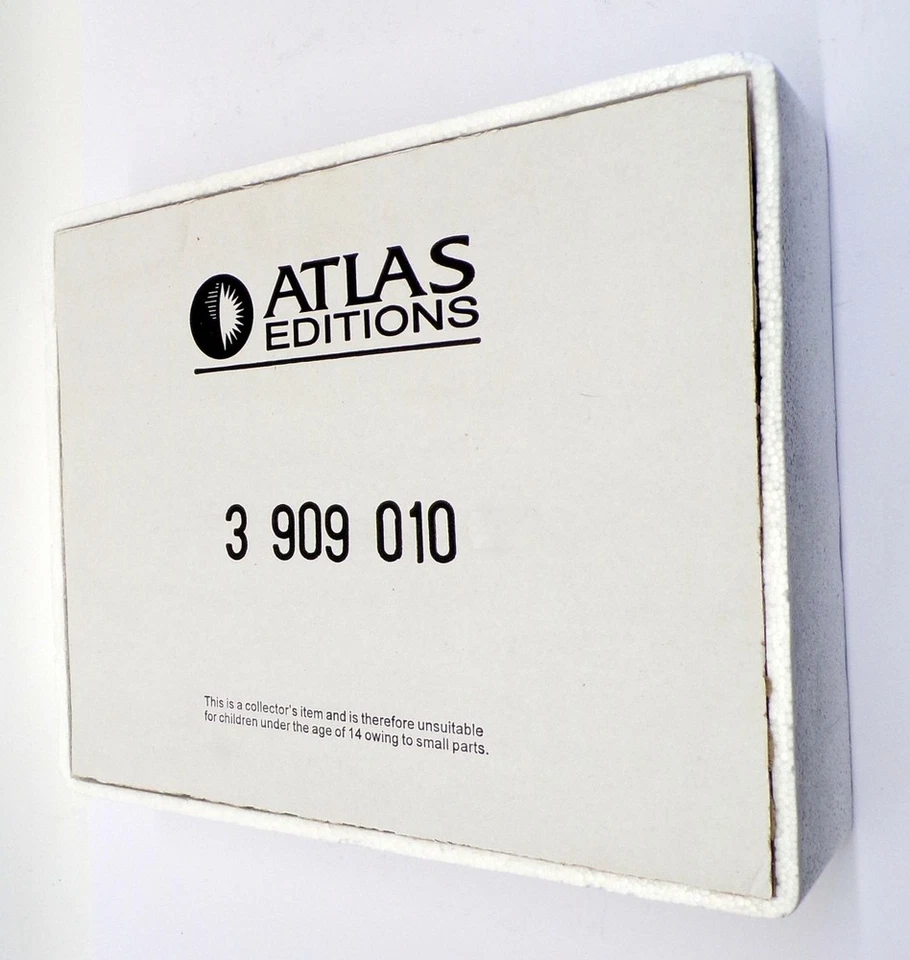 ATLAS
EDITIONS
3 909 010
This is a collector's item and is therefore unsuitable
for children under the age of 14 owing to small parts.